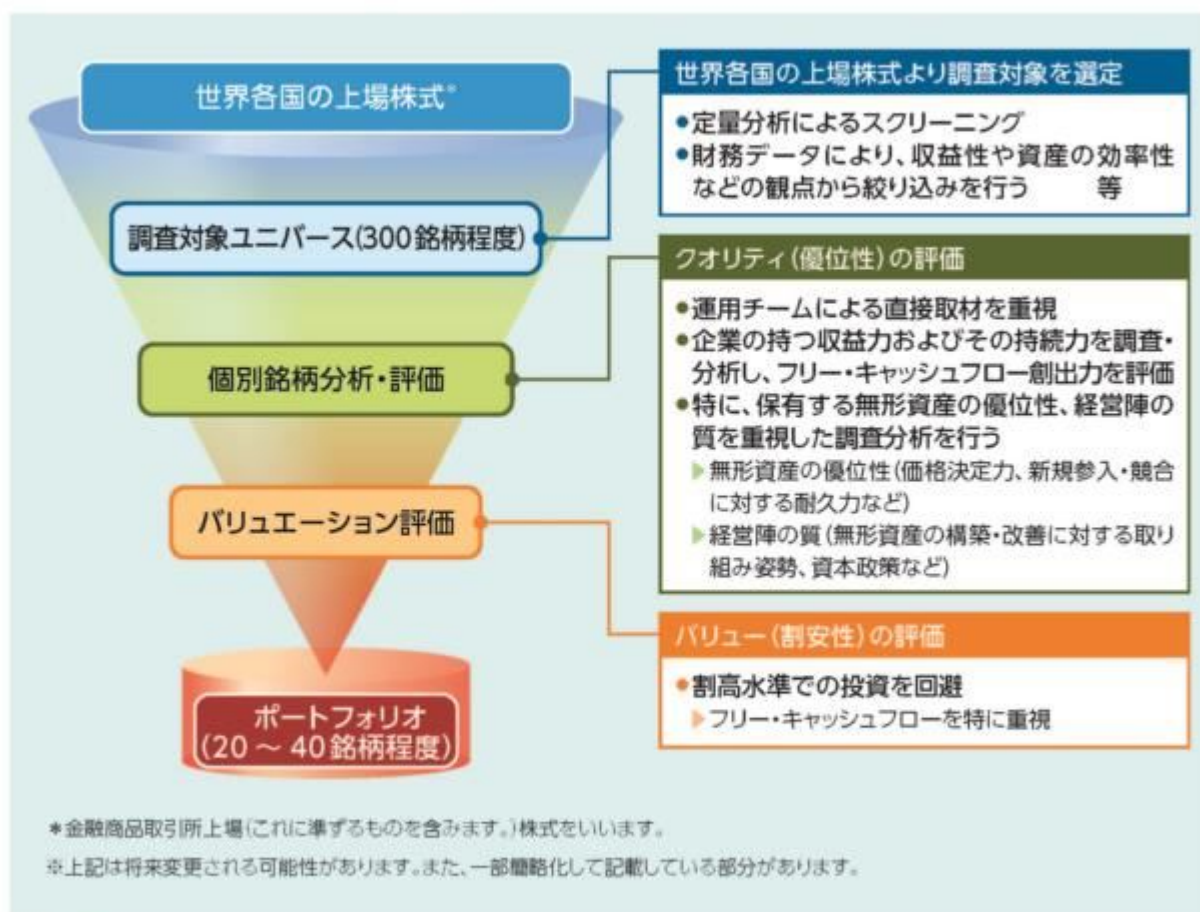 世界各国の上場株式*
調査対象ユニバース(300銘柄程度)
個別銘柄分析・評価
バリュエーション評価
ポートフォリオ
(20～40銘柄程度)
世界各国の上場株式より調査対象を選定
●定量分析によるスクリーニング
●財務データにより、収益性や資産の効率性
などの観点から絞り込みを行う 等
クオリティ(優位性)の評価
●運用チームによる直接取材を重視
●企業の持つ収益力およびその持続力を調査・
分析し、フリー・キャッシュフロー創出力を評価
●特に、保有する無形資産の優位性、経営陣の
質を重視した調査分析を行う
▶無形資産の優位性(価格決定力、新規参入・競合
に対する耐久力など)
▶経営陣の質(無形資産の構築・改善に対する取り
組み姿勢、資本政策など)
バリュー(割安性)の評価
●割高水準での投資を回避
▶フリー・キャッシュフローを特に重視
*金融商品取引所上場(これに準ずるものを含みます。)株式をいいます。
※上記は将来変更される可能性があります。また、一部簡略化して記載している部分があります。